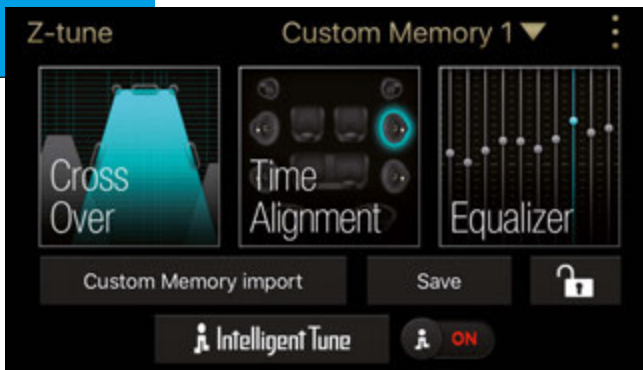 Z-tune
Custom Memory 1
Cross
Over
Time
Alignment
Equalizer
Custom Memory import
Save
Intelligent Tune
ON